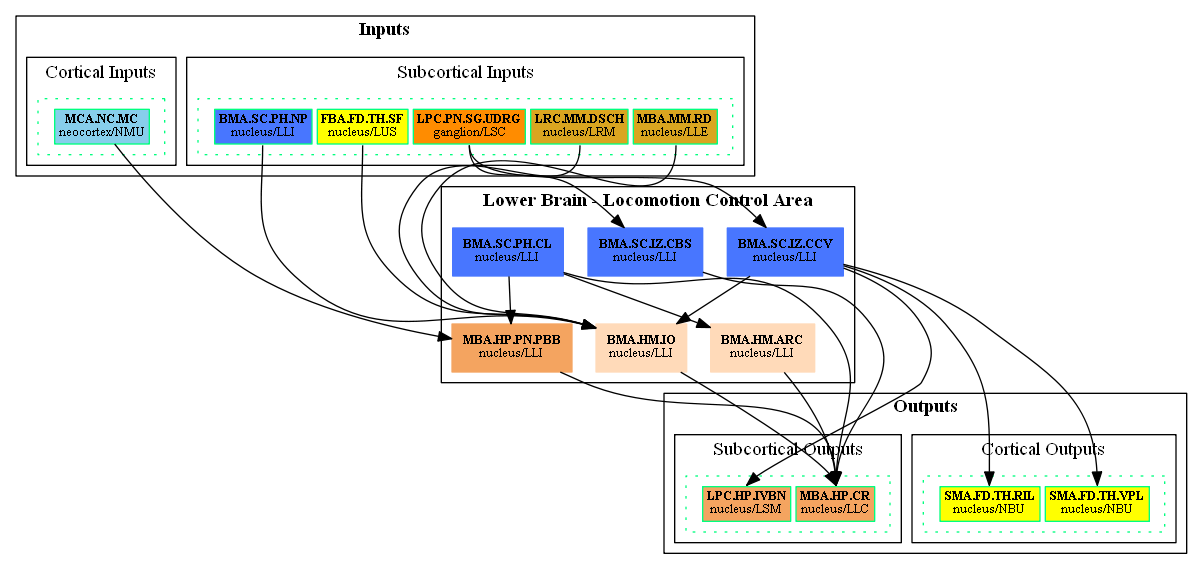 Inputs
Cortical Inputs
Subcortical Inputs
MCA.NC.MC
neocortex/NMU
BMA.SC.PH.NP
nucleus/LLI
FBA.FD.TH.SF
nucleus/LUS
LPC.PN.SG.UDRG
ganglion/LSC
LRC.MM.DSCH
nucleus/LRM
MBA.MM.RD
nucleus/LLE
Lower Brain - Locomotion Control Area
BMA.SC.PH.CL
nucleus/LLI
BMA.SC.IZ.CBS
nucleus/LLI
BMA.SC.IZ.CCV
nucleus/LLI
MBA.HP.PN.PBB
nucleus/LLI
BMA.HM.IO
nucleus/LLI
BMA.HM.ARC
nucleus/LLI
Outputs
Subcortical Outputs
Cortical Outputs
LPC.HP.IVBN
nucleus/LSM
MBA.HP.CR
nucleus/LLC
SMA.FD.TH.RIL
nucleus/NBU
SMA.FD.TH.VPL
nucleus/NBU